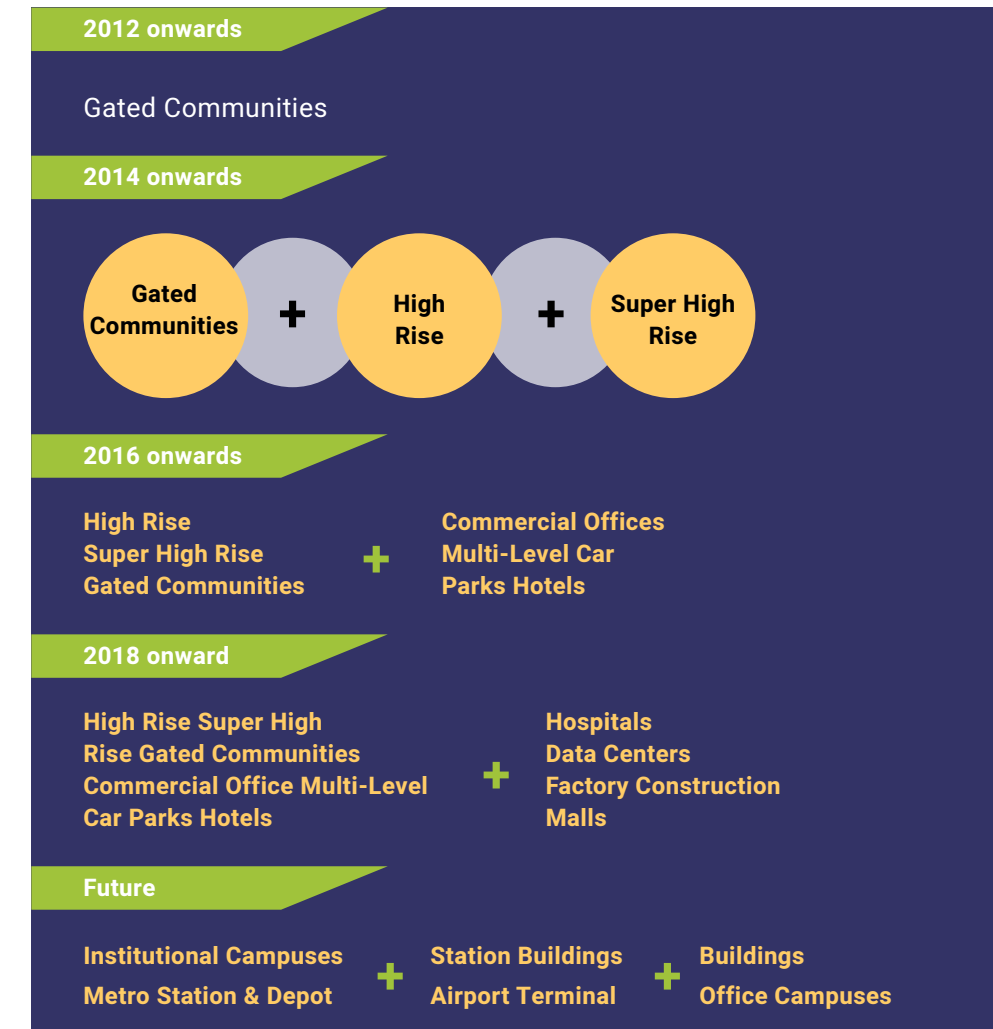 2012 onwards
Gated Communities
2014 onwards
Gated
Communities
+
High
Rise
+
Super High
Rise
2016 onwards
High Rise
Super High Rise
Gated Communities
+
Commercial Offices
Multi-Level Car
Parks Hotels
2018 onward
High Rise Super High
Rise Gated Communities
Commercial Office Multi-Level
Car Parks Hotels
+
Hospitals
Data Centers
Factory Construction
Malls
Future
Institutional Campuses
Metro Station & Depot
+
Station Buildings
Airport Terminal
+
Buildings
Office Campuses